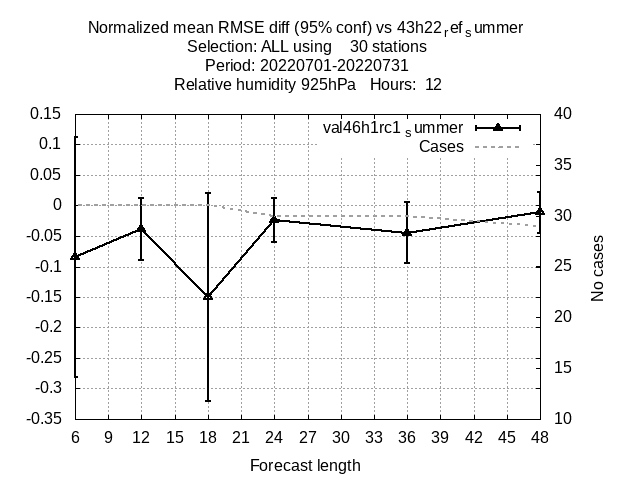 Normalized mean RMSE diff (95% conf) vs 43h22refsummer
Selection: ALL using 30 stations
Period: 20220701-20220731
Relative humidity 925hPa Hours: 12
val46h1rc1summer
Cases
0.15
0.1
0.05
0
-0.05
-0.1
-0.15
-0.2
-0.25
-0.3
-0.35
40
35
30
25
20
15
10
No cases
6 9 12 15 18 21 24 27 30 33 36 39 42 45 48
Forecast length